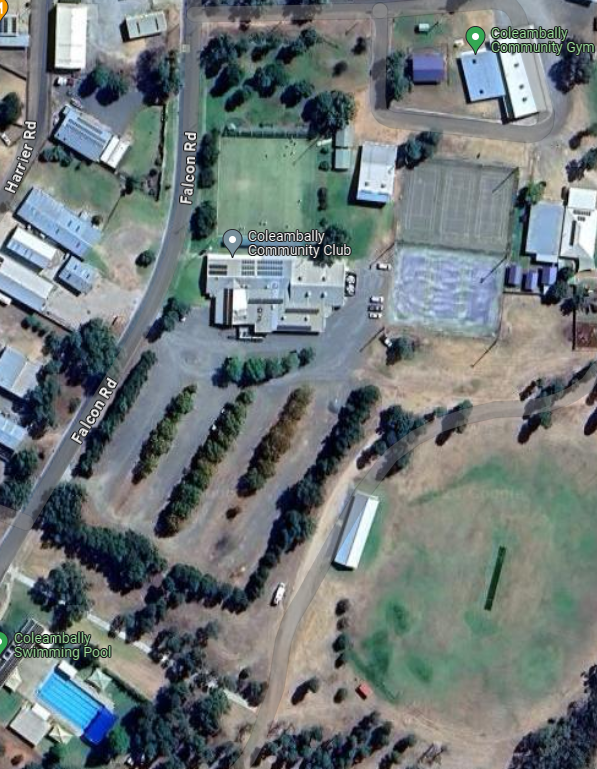 Coleambally
Community Gym
Harrier Rd
Falcon Rd
Coleambally
Community Club
Falcon Rd
Coleambally
Swimming Pool